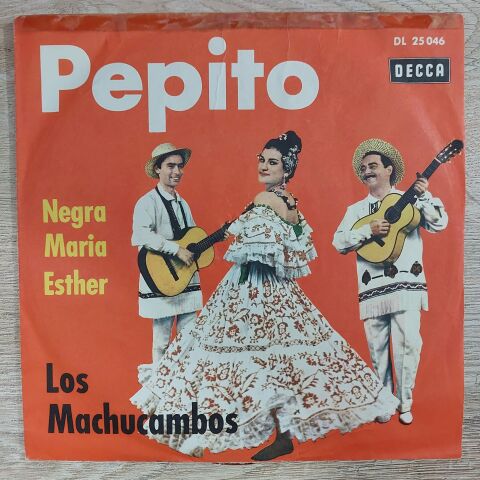 DL 25 046
DECCA
Pepito
Negra
Maria
Esther
Los
Machucambos